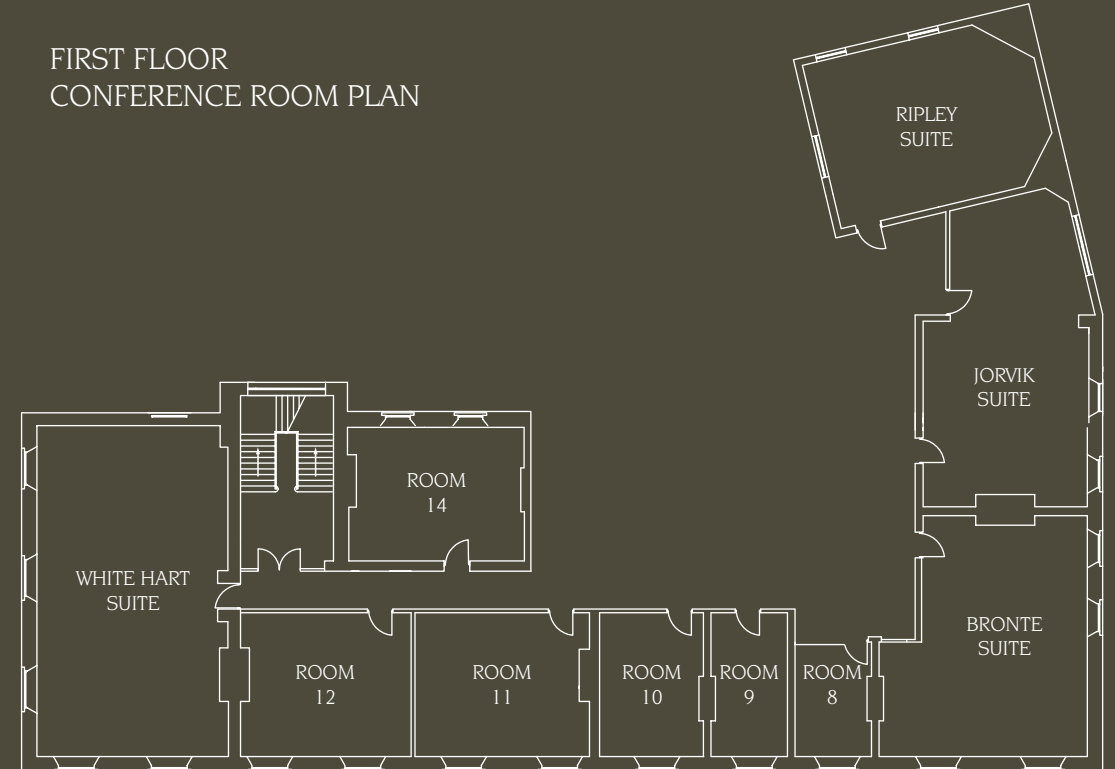 FIRST FLOOR
CONFERENCE ROOM PLAN
RIPLEY
SUITE
JORVIK
SUITE
ROOM
14
WHITE HART
SUITE
BRONTE
SUITE
ROOM
12
ROOM
11
ROOM
10
ROOM
9
ROOM
8